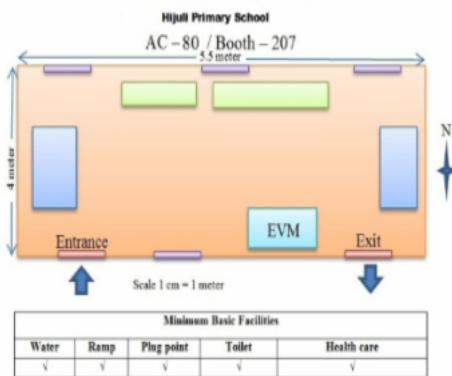 Hijuli Primary School
AC – 80 / Booth – 207
5.5 meter
4 meter
N
EVM
Entrance
Exit
Scale 1 cm = 1 meter
Minimum Basic Facilities
Water Ramp Plug point Toilet Health care
√ √ √ √ √